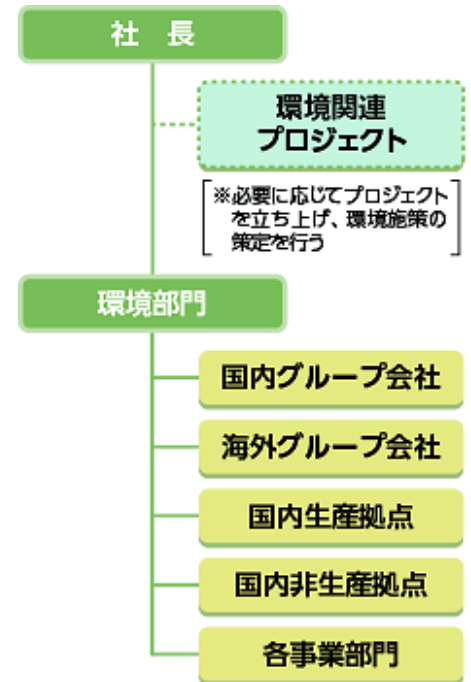 社　長
環境関連
プロジェクト
※必要に応じてプロジェクト
を立ち上げ、環境施策の
策定を行う
環境部門
国内グループ会社
海外グループ会社
国内生産拠点
国内非生産拠点
各事業部門